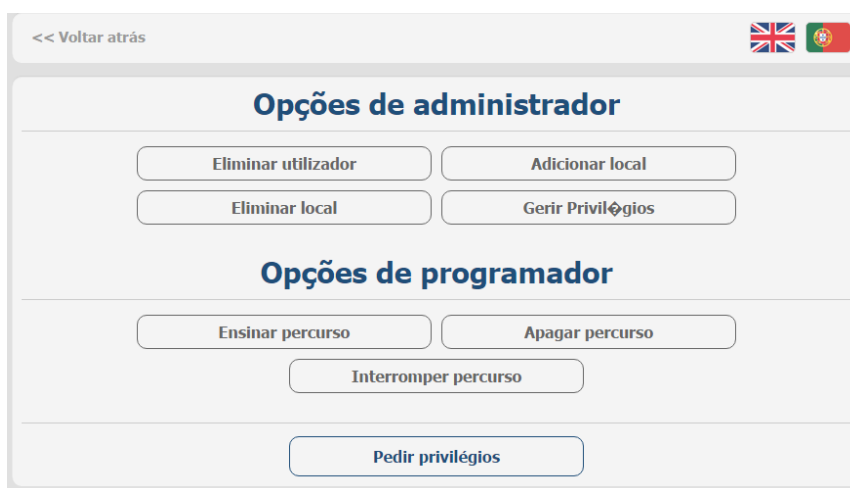 << Voltar atrás
Opções de administrador
Eliminar utilizador
Adicionar local
Eliminar local
Gerir Privil�gios
Opções de programador
Ensinar percurso
Apagar percurso
Interromper percurso
Pedir privilégios